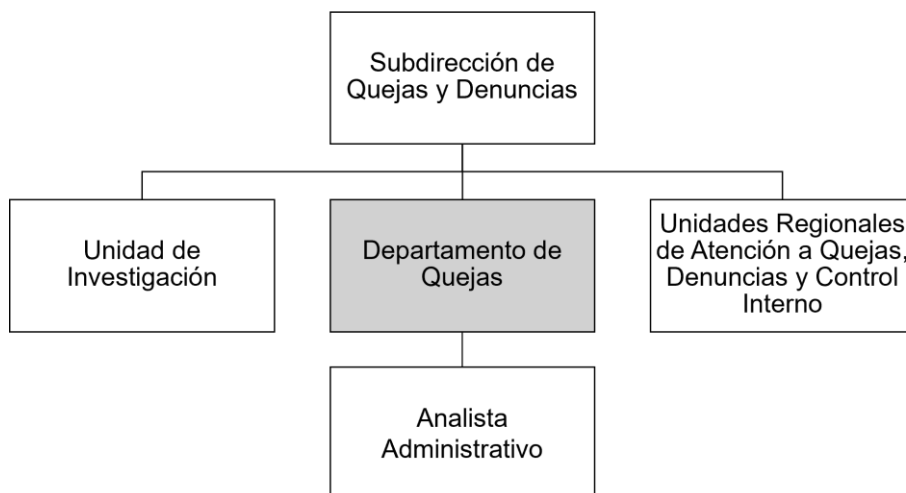 Subdirección de
Quejas y Denuncias
Unidad de
Investigación
Departamento de
Quejas
Unidades Regionales
de Atención a Quejas,
Denuncias y Control
Interno
Analista
Administrativo